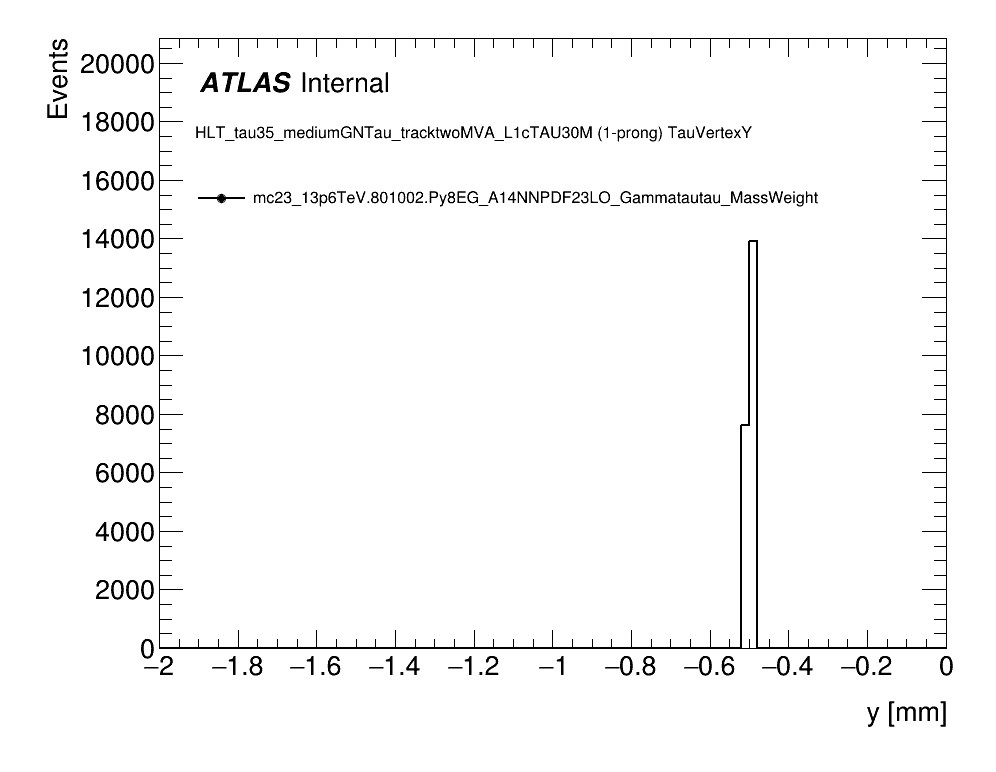 Events
20000
18000
16000
14000
12000
10000
8000
6000
4000
2000
0
ATLAS Internal
HLT_tau35_mediumGNTau_tracktwoMVA_L1cTAU30M (1-prong) TauVertexY
mc23_13p6TeV.801002.Py8EG_A14NNPDF23LO_Gammatautau_MassWeight
−2 −1.8 −1.6 −1.4 −1.2 −1 −0.8 −0.6 −0.4 −0.2 0
y [mm]